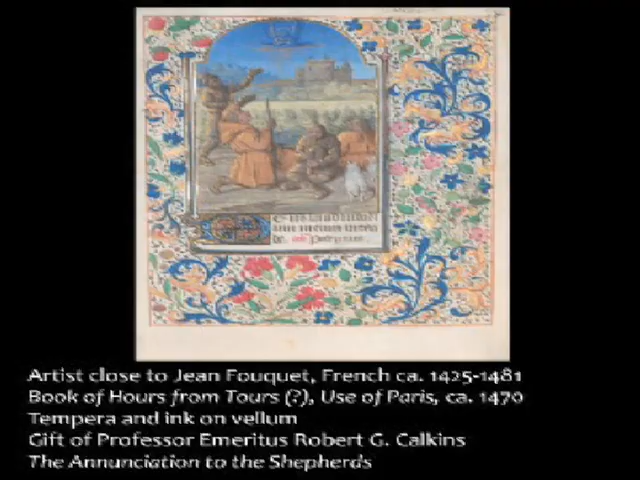 Artist close to Jean Fouquet, French ca. 1425-1481
Book of Hours from Tours (?), Use of Paris, ca. 1470
Tempera and ink on vellum
Gift of Professor Emeritus Robert G. Calkins
The Annunciation to the Shepherds